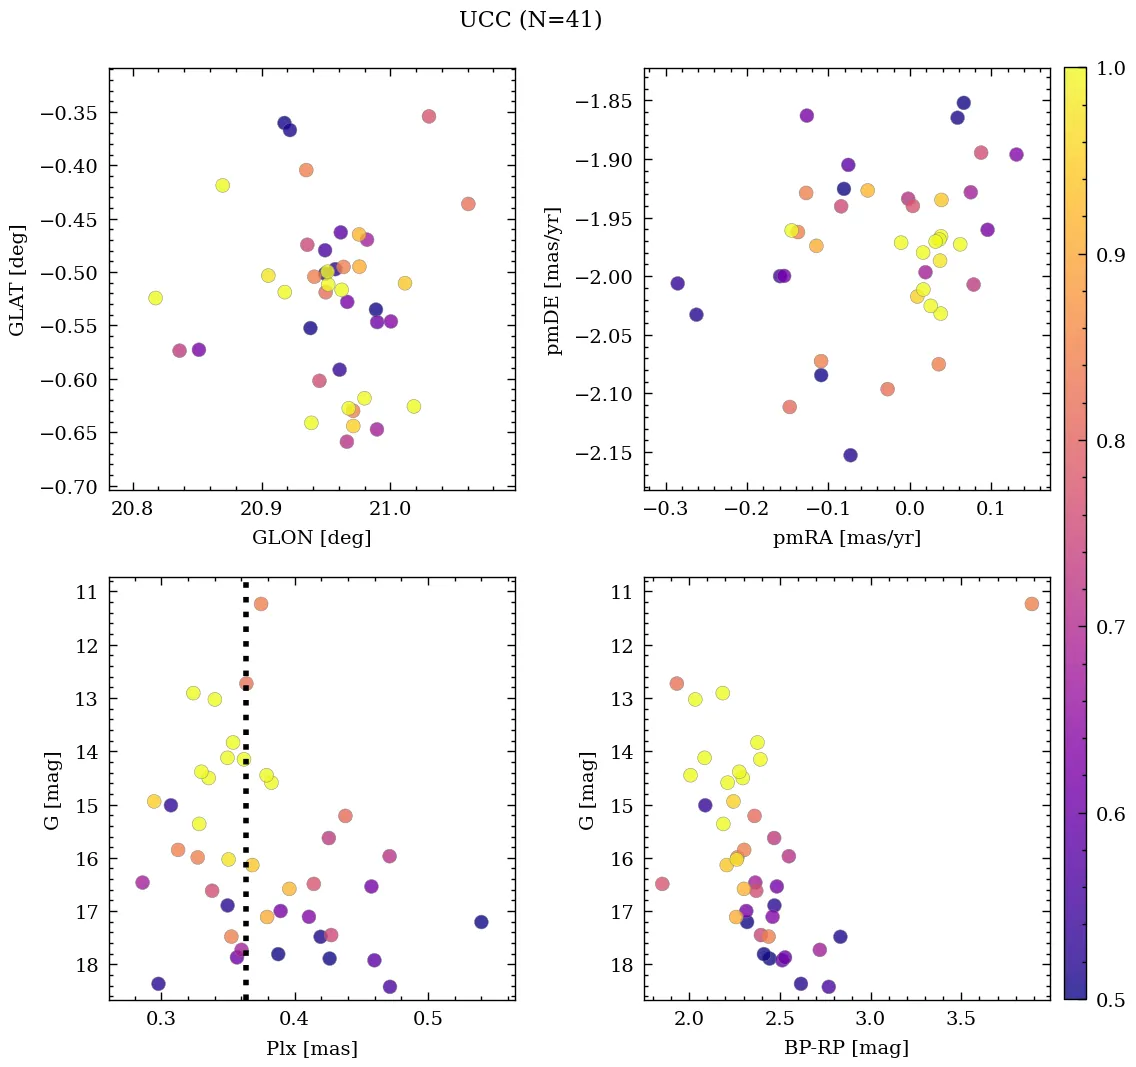 UCC (N=41)
−0.35
−0.40
−0.45
−0.50
−0.55
−0.60
−0.65
−0.70
GLAT [deg]
20.8 20.9 21.0
GLON [deg]
−1.85
−1.90
−1.95
−2.00
−2.05
−2.10
−2.15
pmDE [mas/yr]
−0.3 −0.2 −0.1 0.0 0.1
pmRA [mas/yr]
11
12
13
14
15
16
17
18
G [mag]
0.3 0.4 0.5
Plx [mas]
11
12
13
14
15
16
17
18
G [mag]
2.0 2.5 3.0 3.5
BP-RP [mag]
1.0
0.9
0.8
0.7
0.6
0.5